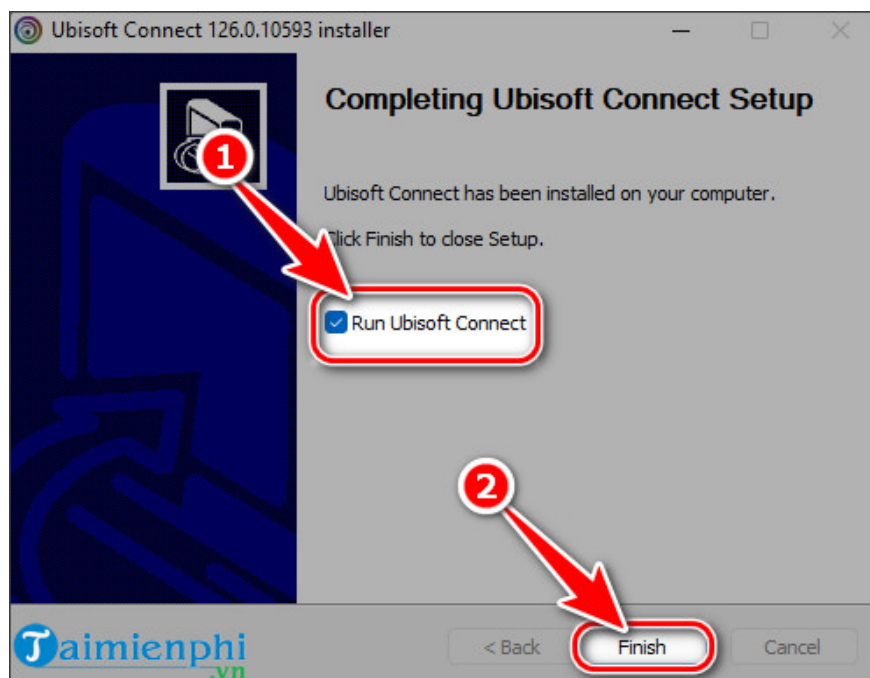 Ubisoft Connect 126.0.10593 installer
Completing Ubisoft Connect Setup
1
Ubisoft Connect has been installed on your computer.
Click Finish to close Setup.
Run Ubisoft Connect
2
Taimienphi
.vn
< Back
Finish
Cancel